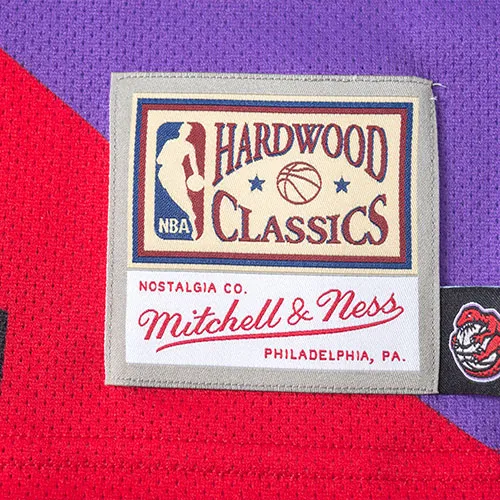 HARDWOOD
CLASSICS
NBA
NOSTALGIA CO.
Mitchell & Ness
PHILADELPHIA, PA.